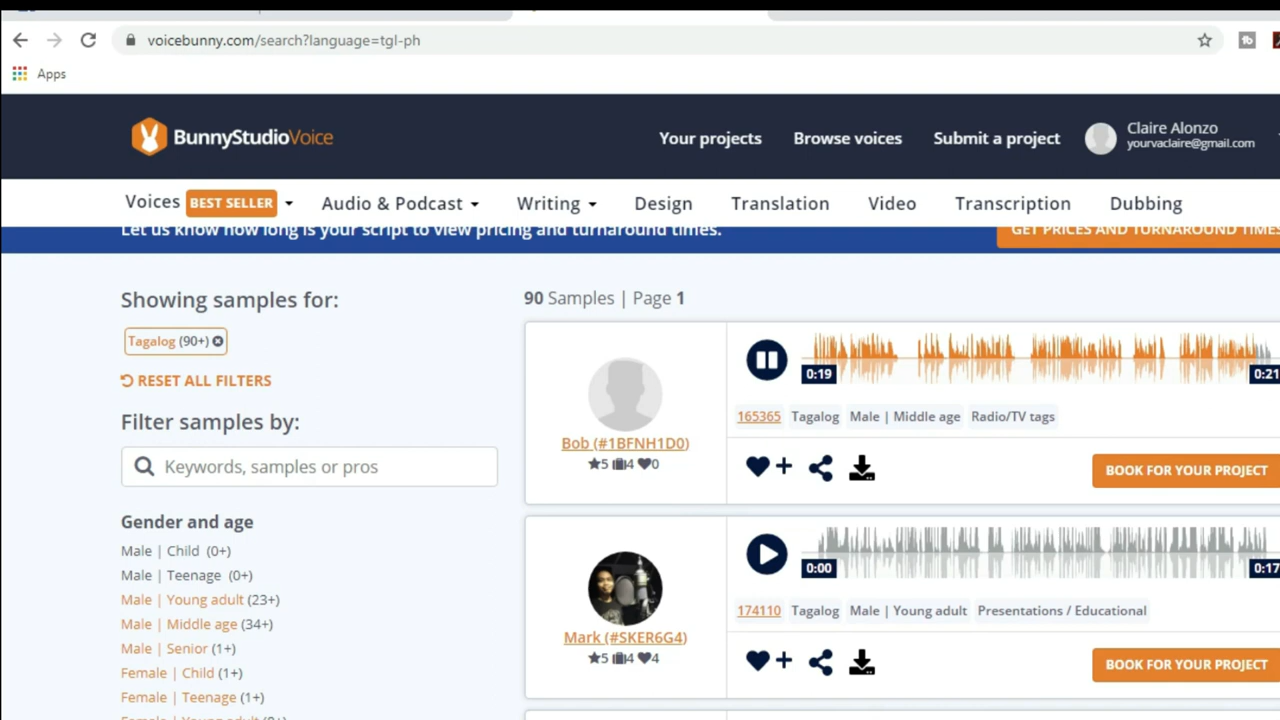 voicebunny.com/search?language=tgl-ph
Apps
BunnyStudioVoice
Your projects
Browse voices
Submit a project
Claire Alonzo
yourvaclaire@gmail.com
Voices BEST SELLER
Audio & Podcast
Writing
Design
Translation
Video
Transcription
Dubbing
Let us know how long is your script to view pricing and turnaround times.
GET PRICES AND TURNAROUND TIMES
Showing samples for:
Tagalog (90+)
RESET ALL FILTERS
Filter samples by:
Keywords, samples or pros
Gender and age
Male | Child (0+)
Male | Teenage (0+)
Male | Young adult (23+)
Male | Middle age (34+)
Male | Senior (1+)
Female | Child (1+)
Female | Teenage (1+)
Female | Young adult
90 Samples | Page 1
Bob (#1BFNH1D0)
5 4 0
0:19
0:21
165365 Tagalog Male | Middle age Radio/TV tags
BOOK FOR YOUR PROJECT
Mark (#SKER6G4)
5 4 4
0:00
0:17
174110 Tagalog Male | Young adult Presentations / Educational
BOOK FOR YOUR PROJECT